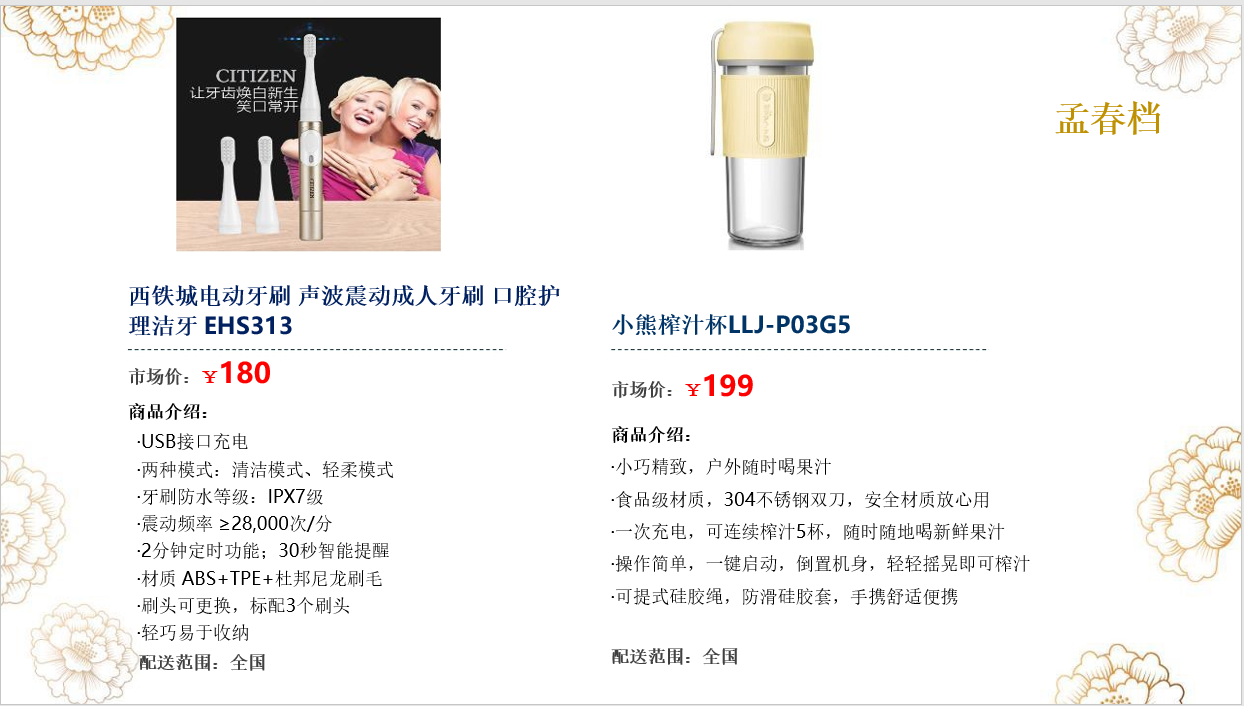 CITIZEN
让牙齿焕白新生
笑口常开
孟春档
西铁城电动牙刷 声波震动成人牙刷 口腔护
理洁牙 EHS313
市场价：￥180
商品介绍：
·USB接口充电
·两种模式：清洁模式、轻柔模式
·牙刷防水等级：IPX7级
·震动频率 ≥28,000次/分
·2分钟定时功能；30秒智能提醒
·材质 ABS+TPE+杜邦尼龙刷毛
·刷头可更换，标配3个刷头
·轻巧易于收纳
配送范围：全国
小熊榨汁杯LLJ-P03G5
市场价：￥199
商品介绍：
·小巧精致，户外随时喝果汁
·食品级材质，304不锈钢双刀，安全材质放心用
·一次充电，可连续榨汁5杯，随时随地喝新鲜果汁
·操作简单，一键启动，倒置机身，轻轻摇晃即可榨汁
·可提式硅胶绳，防滑硅胶套，手携舒适便携
配送范围：全国